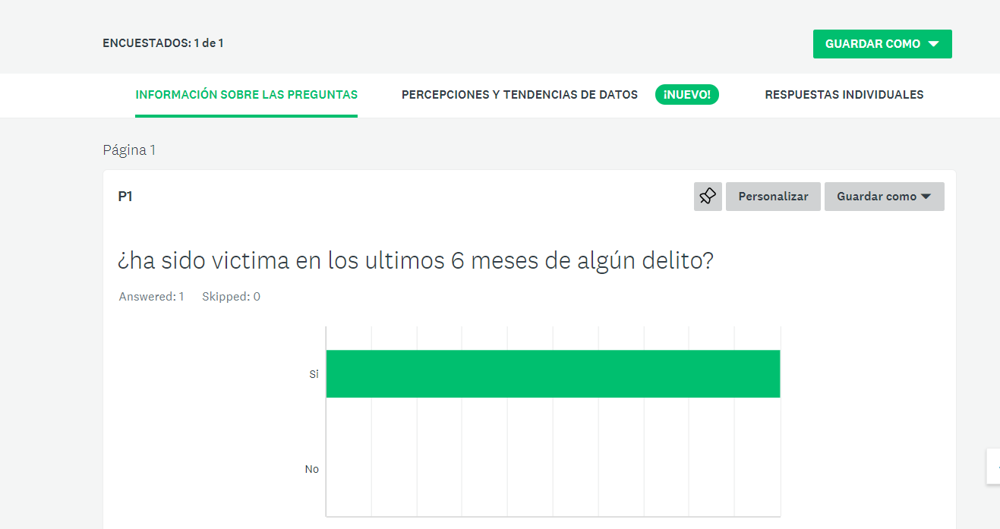 ENCUESTADOS: 1 de 1
GUARDAR COMO
INFORMACIÓN SOBRE LAS PREGUNTAS
PERCEPCIONES Y TENDENCIAS DE DATOS
¡NUEVO!
RESPUESTAS INDIVIDUALES
Página 1
P1
Personalizar
Guardar como
¿ha sido victima en los ultimos 6 meses de algún delito?
Answered: 1 Skipped: 0
Si
No